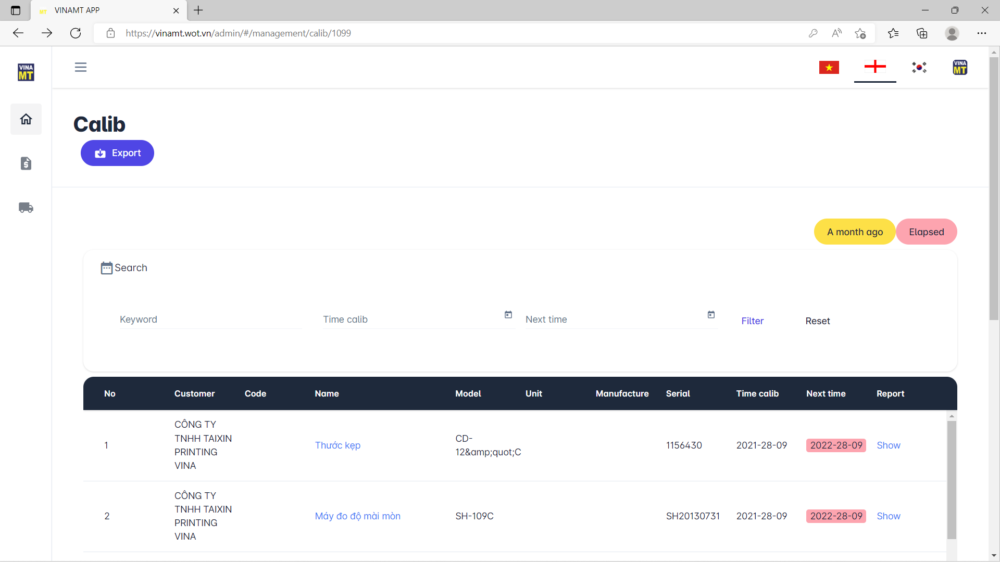 VINAMT APP
https://vinamt.wot.vn/admin/#/management/calib/1099
VINA
MT
VINA
MT
Calib
Export
A month ago
Elapsed
Search
Keyword
Time calib
Next time
Filter
Reset
No Customer Code Name Model Unit Manufacture Serial Time calib Next time Report
CÔNG TY
TNHH TAIXIN
PRINTING
VINA
1
Thước kẹp
CD-
12&amp;quot;C
1156430
2021-28-09
2022-28-09
Show
CÔNG TY
TNHH TAIXIN
PRINTING
VINA
2
Máy đo độ mài mòn
SH-109C
SH20130731
2021-28-09
2022-28-09
Show